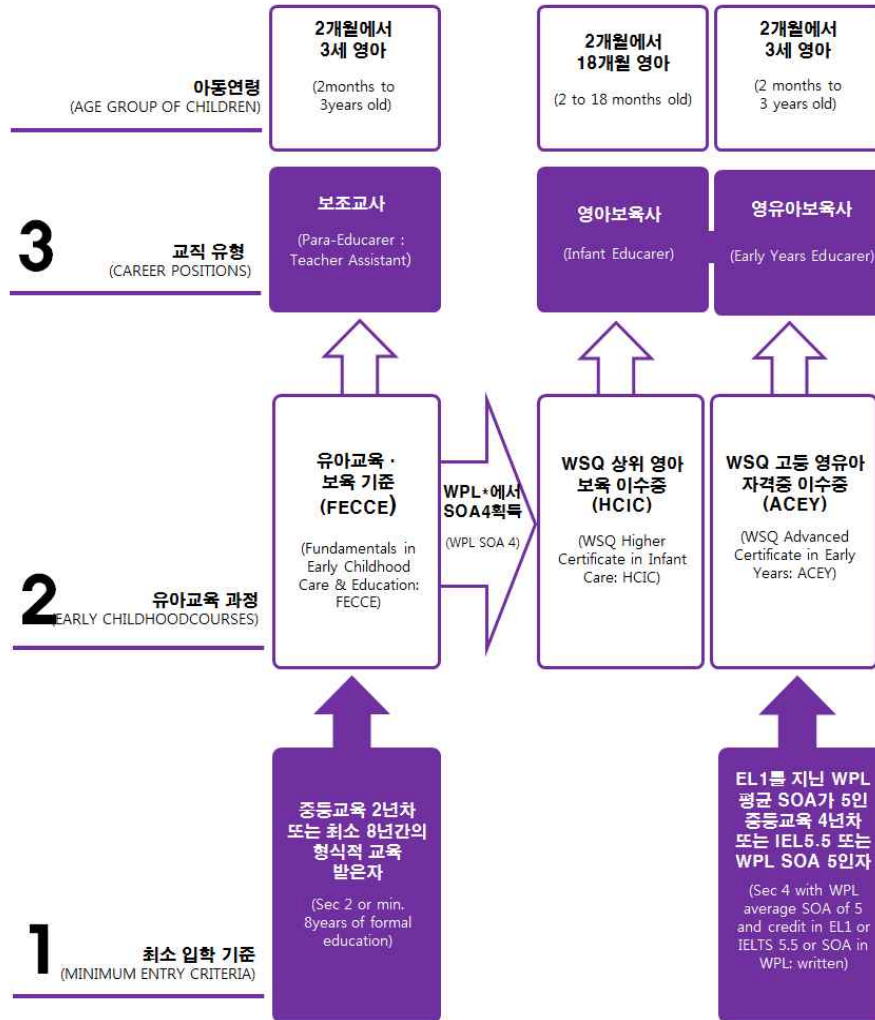 2개월에서
3세 영아
(2months to
3years old)
2개월에서
18개월 영아
(2 to 18 months old)
2개월에서
3세 영아
(2 months to
3 years old)
아동연령
(AGE GROUP OF CHILDREN)
3
교직 유형
(CAREER POSITIONS)
보조교사
(Para-Educarer :
Teacher Assistant)
영아보육사
(Infant Educarer)
영유아보육사
(Early Years Educarer)
유아교육 ·
보육 기준
(FECCE)
(Fundamentals in
Early Childhood
Care & Education:
FECCE)
WPL*에서
SOA4획득
(WPL SOA 4)
WSQ 상위 영아
보육 이수중
(HCIC)
(WSQ Higher
Certificate in Infant
Care: HCIC)
WSQ 고등 영유아
자격중 이수중
(ACEY)
(WSQ Advanced
Certificate in Early
Years: ACEY)
2
유아교육 과정
(EARLY CHILDHOODCOURSES)
중등교육 2년차
또는 최소 8년간의
형식적 교육
받은자
(Sec 2 or min.
8years of formal
education)
EL1를 지닌 WPL
평균 SOA가 5인
중등교육 4년차
또는 IEL5.5 또는
WPL SOA 5인자
(Sec 4 with WPL
average SOA of 5
and credit in EL1 or
IELTS 5.5 or SOA in
WPL: written)
1
최소 입학 기준
(MINIMUM ENTRY CRITERIA)